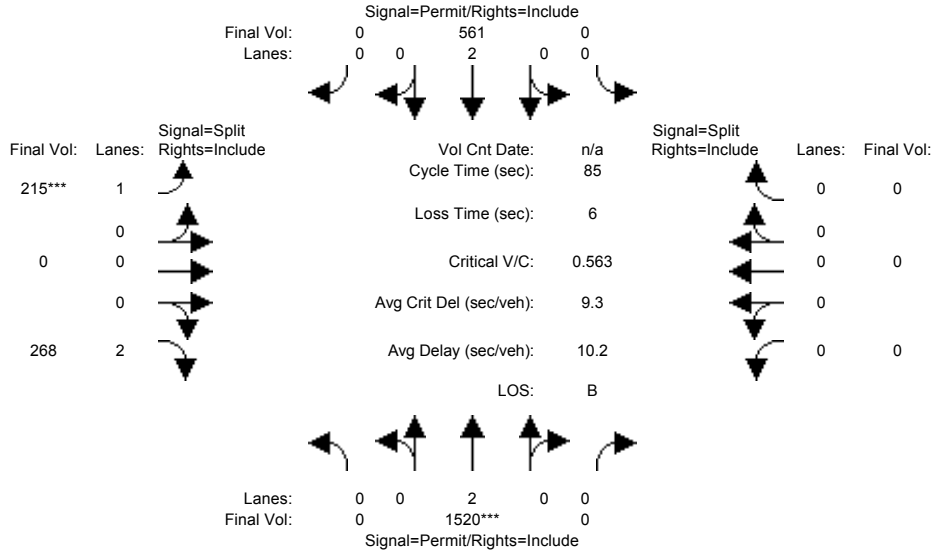 Signal=Permit/Rights=Include
Final Vol: 0 561 0
Lanes: 0 0 2 0 0
Signal=Split Signal=Split
Final Vol: Lanes: Rights=Include Vol Cnt Date: n/a Rights=Include Lanes: Final Vol:
Cycle Time (sec): 85
215*** 1 0 0
Loss Time (sec): 6
0 0
0 0 Critical V/C: 0.563 0 0
0 Avg Crit Del (sec/veh): 9.3 0
268 2 Avg Delay (sec/veh): 10.2 0 0
LOS: B
Lanes: 0 0 2 0 0
Final Vol: 0 1520*** 0
Signal=Permit/Rights=Include